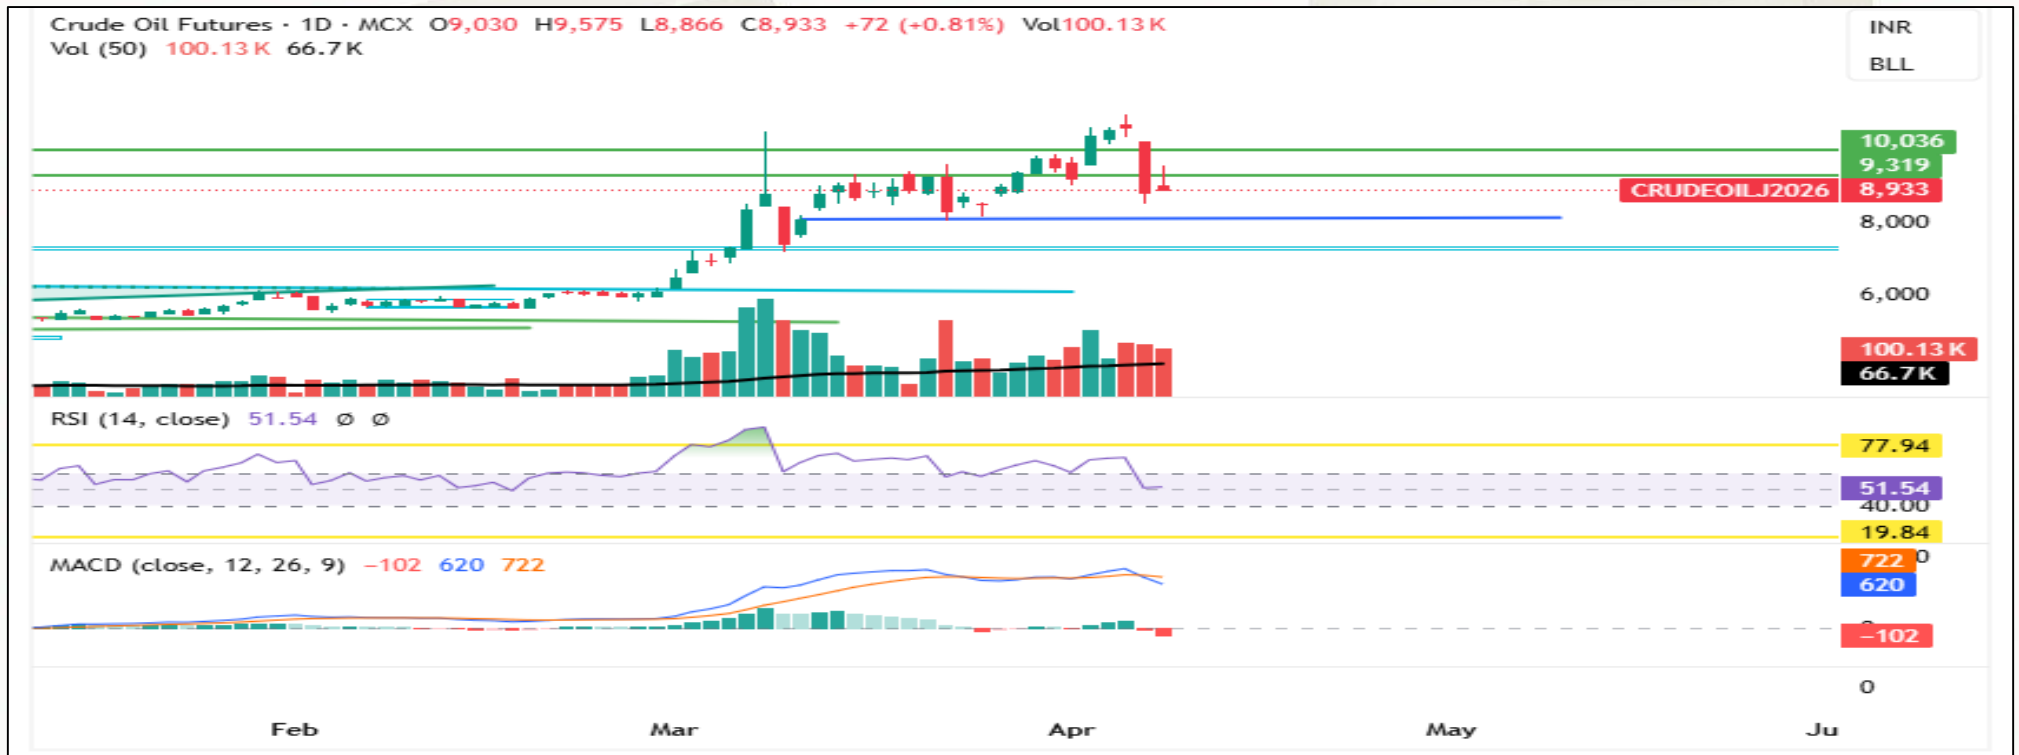 Crude Oil Futures · 1D · MCX O9,030 H9,575 L8,866 C8,933 +72 (+0.81%) Vol100.13 K
Vol (50) 100.13 K 66.7 K
INR
BLL
10,036
9,319
CRUDEOILJ2026 8,933
8,000
6,000
100.13 K
66.7 K
RSI (14, close) 51.54 Ø Ø
77.94
51.54
40.00
19.84
MACD (close, 12, 26, 9) −102 620 722
722
620
−102
0
Feb Mar Apr May Ju